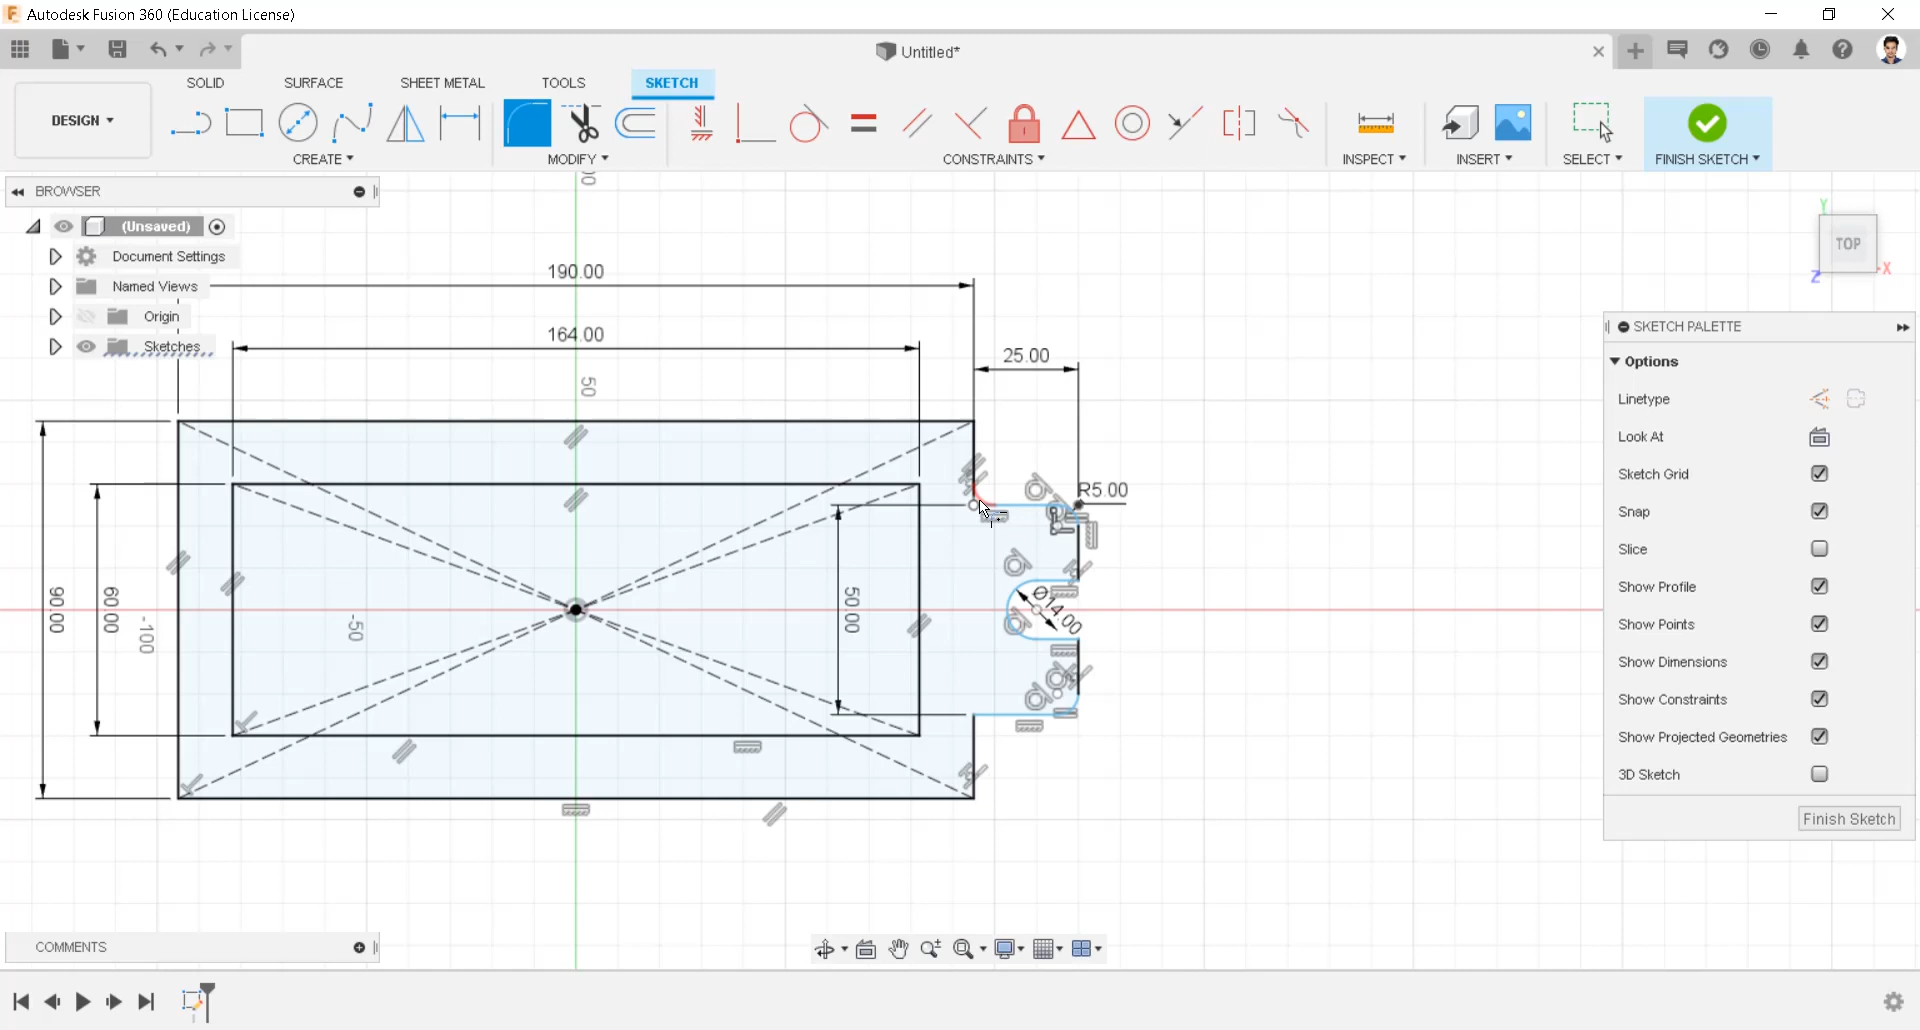 Autodesk Fusion 360 (Education License)
Untitled*
SOLID
SURFACE
SHEET METAL
TOOLS
SKETCH
DESIGN
CREATE
MODIFY
CONSTRAINTS
INSPECT
INSERT
SELECT
FINISH SKETCH
BROWSER
(Unsaved)
Document Settings
Named Views
Origin
Sketches
190.00
164.00
25.00
50
R5.00
90.00
60.00
-100
-50
50.00
Ø14.00
Y
TOP
X
Z
SKETCH PALETTE
Options
Linetype
Look At
Sketch Grid
Snap
Slice
Show Profile
Show Points
Show Dimensions
Show Constraints
Show Projected Geometries
3D Sketch
Finish Sketch
COMMENTS